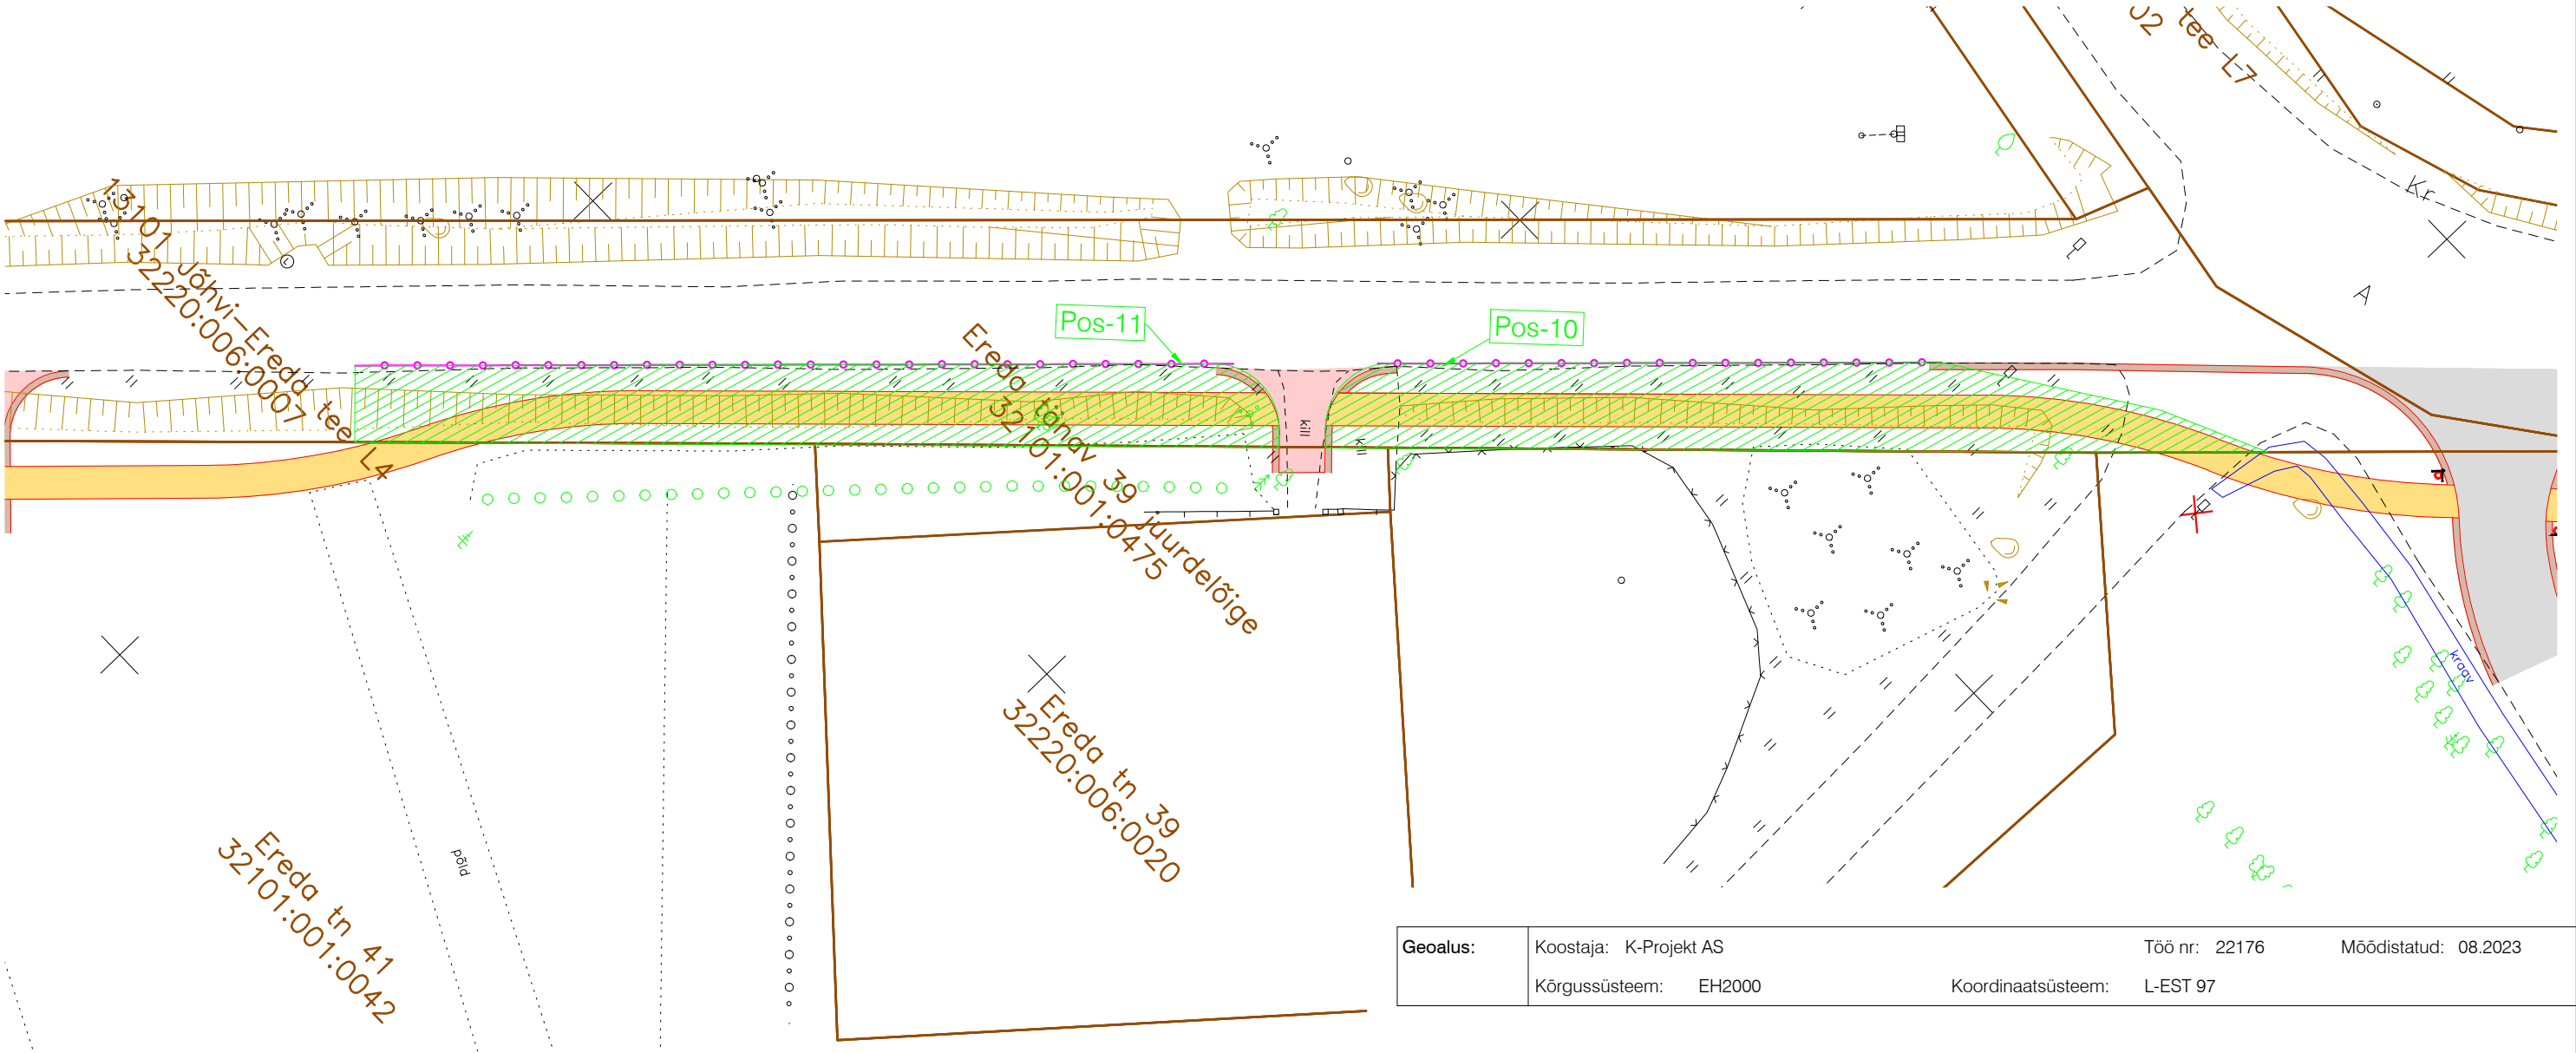 02 tee L7
Kr
A
13101 Jõhvi-Ereda tee L4
32220:006:0007
Pos-11
Pos-10
Ereda tänav 39 juurdelõige
32101:001:0475
kill
kill
kraav
Ereda tn 39
32220:006:0020
põld
Ereda tn 41
32101:001:0042
Geoalus: Koostaja: K-Projekt AS Töö nr: 22176 Mõõdistatud: 08.2023
Kõrgussüsteem: EH2000 Koordinaatsüsteem: L-EST 97